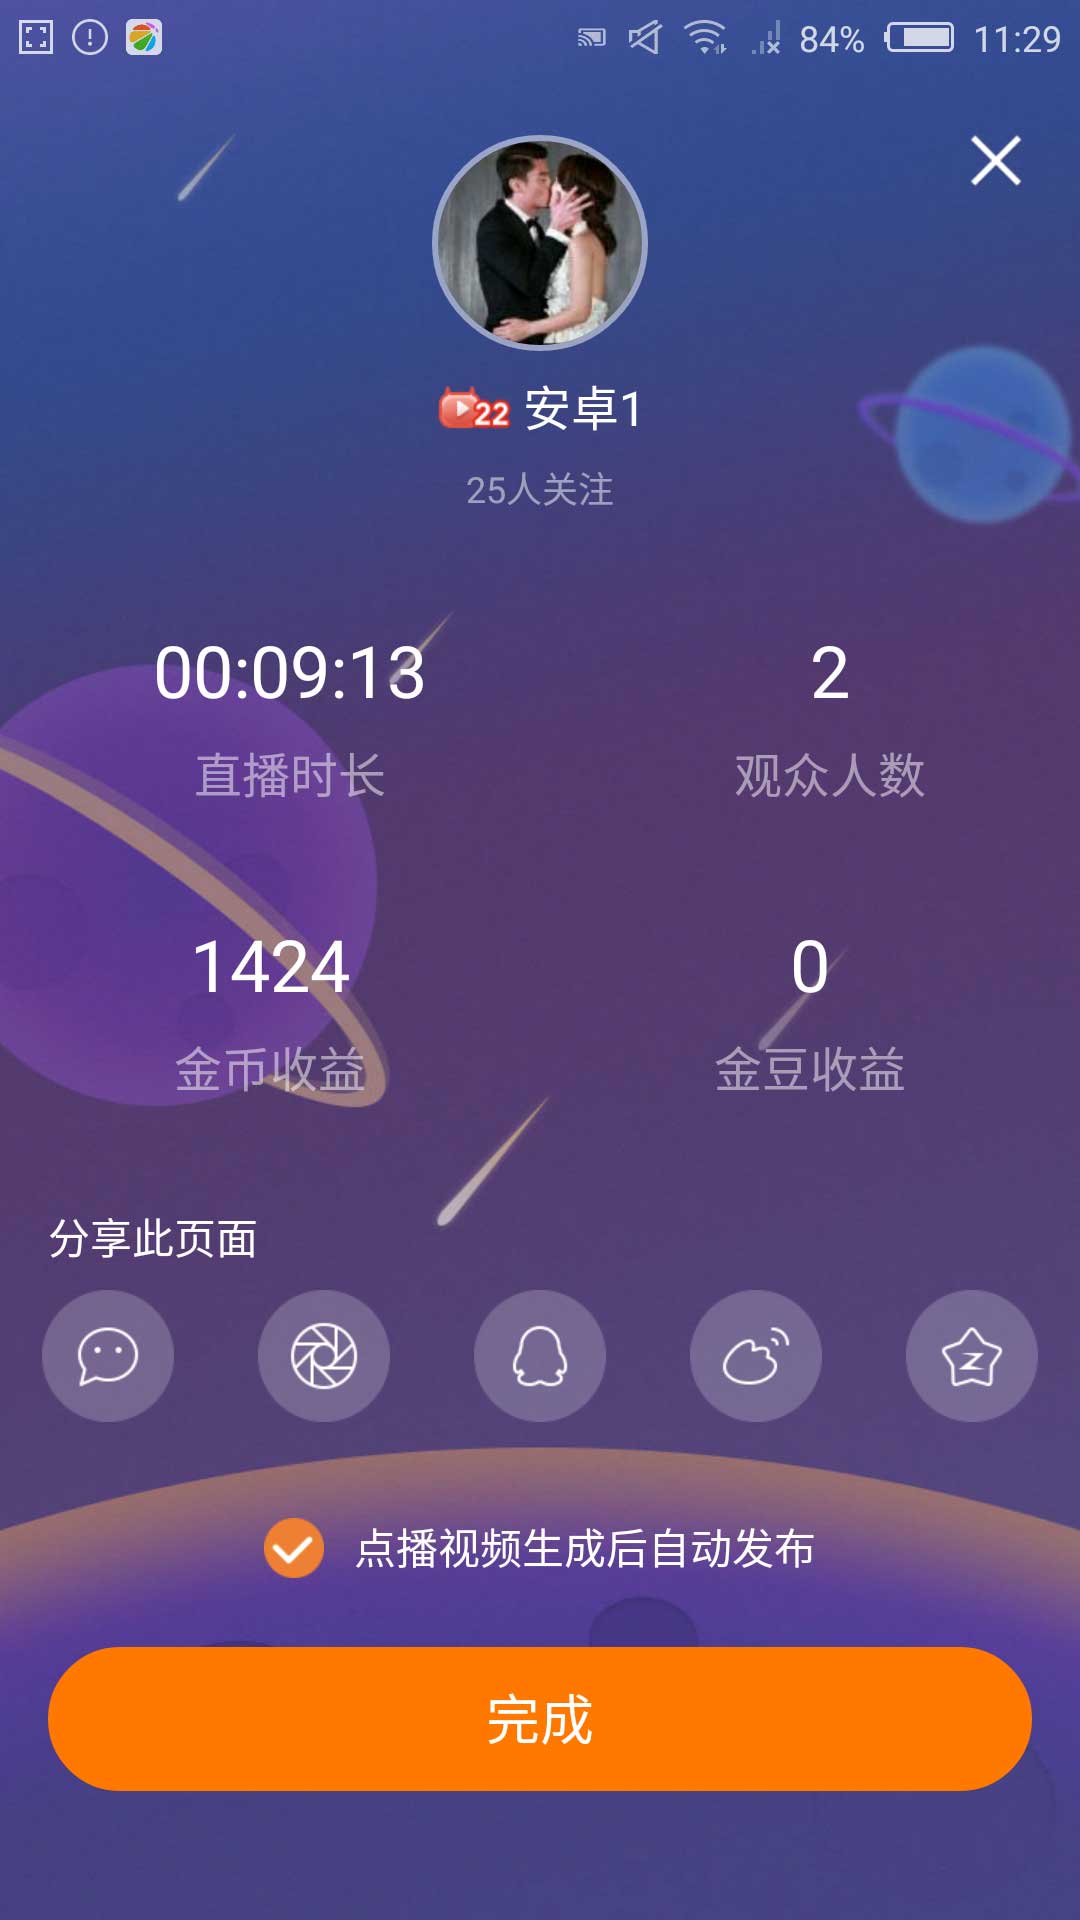 84% 11:29
22 安卓1
25人关注
00:09:13
直播时长
2
观众人数
1424
金币收益
0
金豆收益
分享此页面
点播视频生成后自动发布
完成